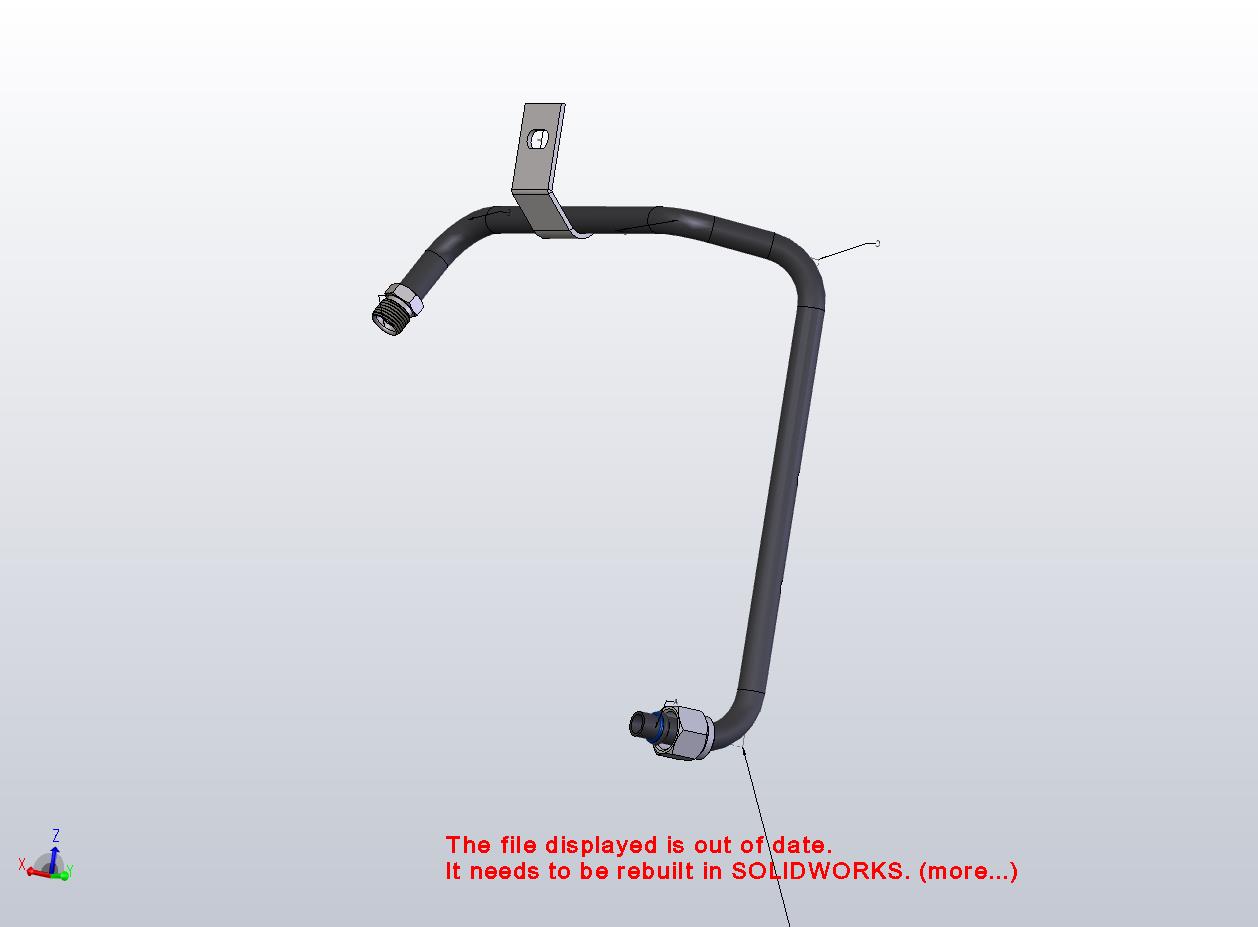 Z
X
Y
The file displayed is out of date.
It needs to be rebuilt in SOLIDWORKS. (more...)